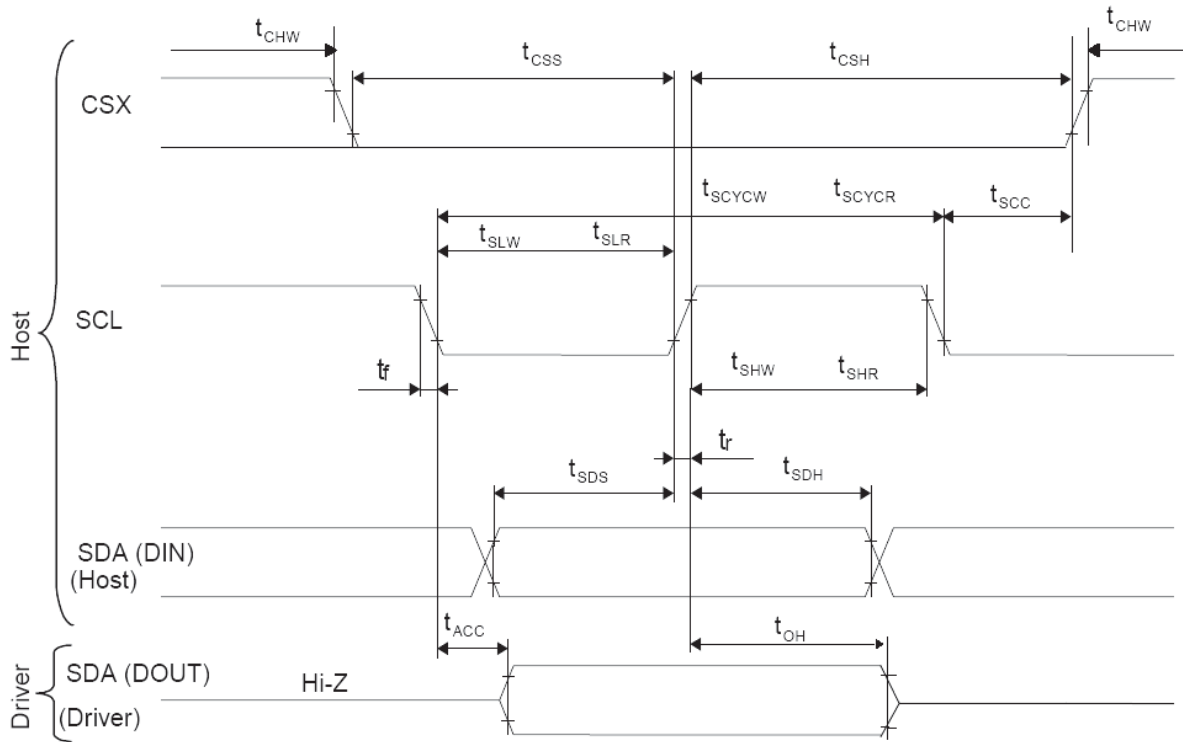 tCHW
tCHW
tCSS
tCSH
CSX
tSCYCW
tSCYCR
tSCC
tSLW
tSLR
Host
SCL
tf
tSHW
tSHR
tr
tSDS
tSDH
SDA (DIN)
(Host)
tACC
tOH
Driver
SDA (DOUT)
Hi-Z
(Driver)